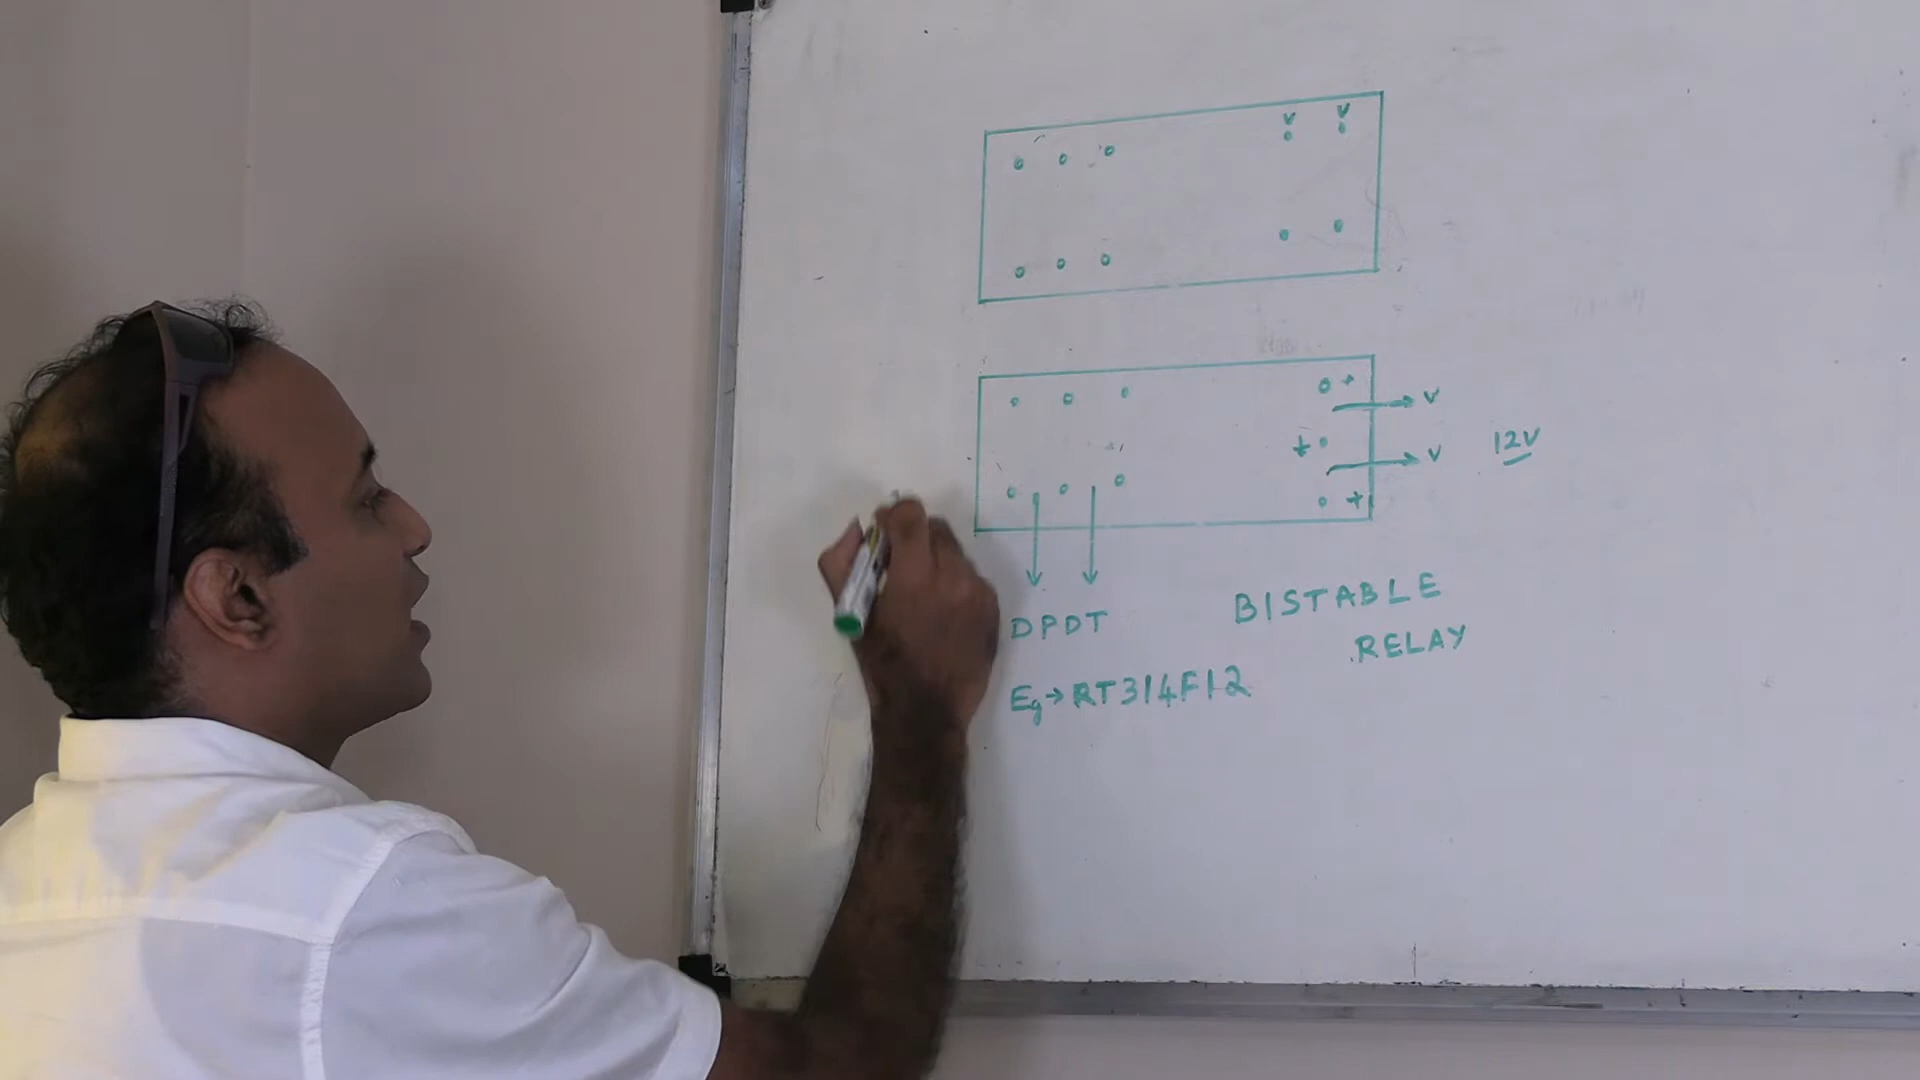 V V
+
V
12V
+
V
+
DPDT
BISTABLE
RELAY
Eg → RT314F12